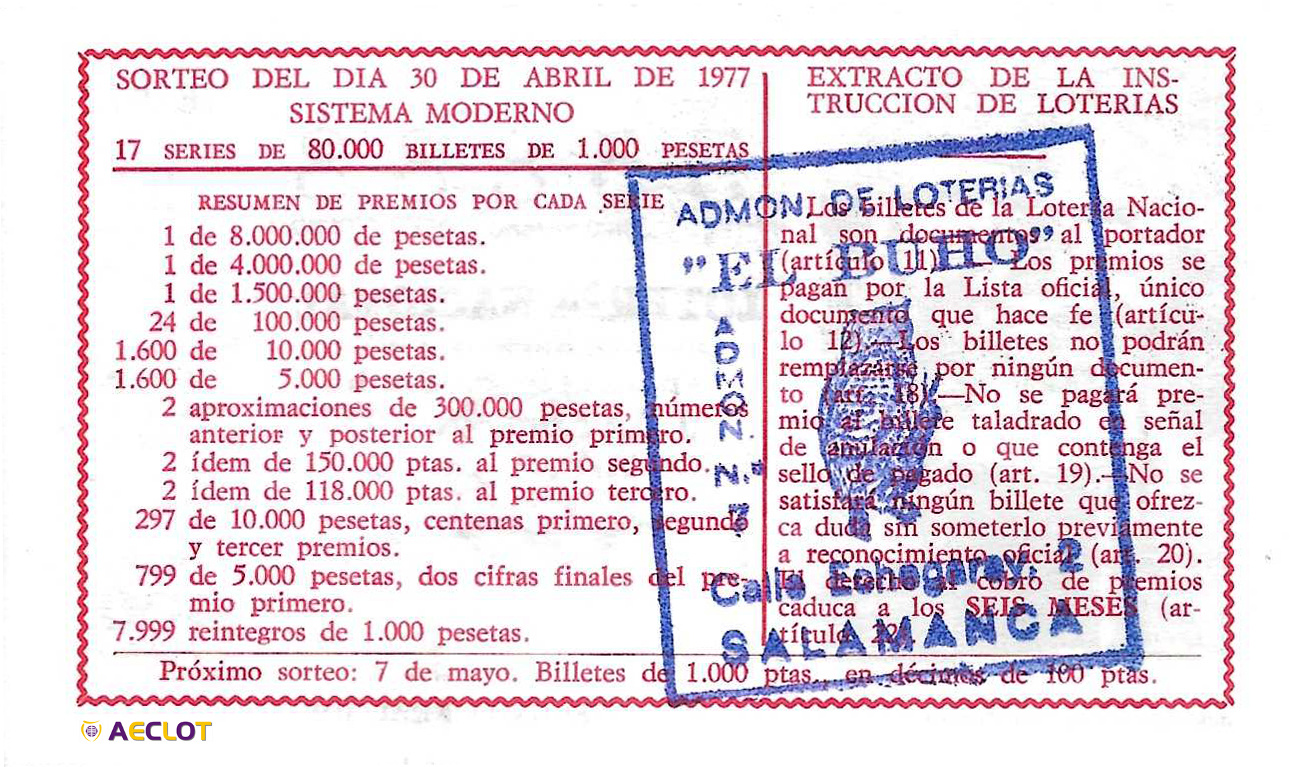 SORTEO DEL DIA 30 DE ABRIL DE 1977
SISTEMA MODERNO
17 SERIES DE 80.000 BILLETES DE 1.000 PESETAS
RESUMEN DE PREMIOS POR CADA SERIE
1 de 8.000.000 de pesetas.
1 de 4.000.000 de pesetas.
1 de 1.500.000 pesetas.
24 de 100.000 pesetas.
1.600 de 10.000 pesetas.
1.600 de 5.000 pesetas.
2 aproximaciones de 300.000 pesetas, números
anterior y posterior al premio primero.
2 ídem de 150.000 ptas. al premio segundo.
2 ídem de 118.000 ptas. al premio tercero.
297 de 10.000 pesetas, centenas primero, segundo
y tercer premios.
799 de 5.000 pesetas, dos cifras finales del pre-
mio primero.
7.999 reintegros de 1.000 pesetas.
EXTRACTO DE LA INS-
TRUCCION DE LOTERIAS
Los billetes de la Lotería Nacio-
nal son documentos al portador
(artículo 11).— Los premios se
pagan por la Lista oficial, único
documento que hace fe (artícu-
lo 12).—Los billetes no podrán
remplazarse por ningún documen-
to (art. 18).—No se pagará pre-
mio al billete taladrado en señal
de anulación o que contenga el
sello de pagado (art. 19).—No se
satisfará ningún billete que ofrez-
ca duda sin someterlo previamente
a reconocimiento oficial (art. 20).
El derecho al cobro de premios
caduca a los SEIS MESES (ar-
tículo 22).
Próximo sorteo: 7 de mayo. Billetes de 1.000 ptas., en décimos de 100 ptas.
ADMON. DE LOTERIAS
"EL BUHO"
ADMON. N.º 7
Calle Echegaray, 2
SALAMANCA
AECLOT